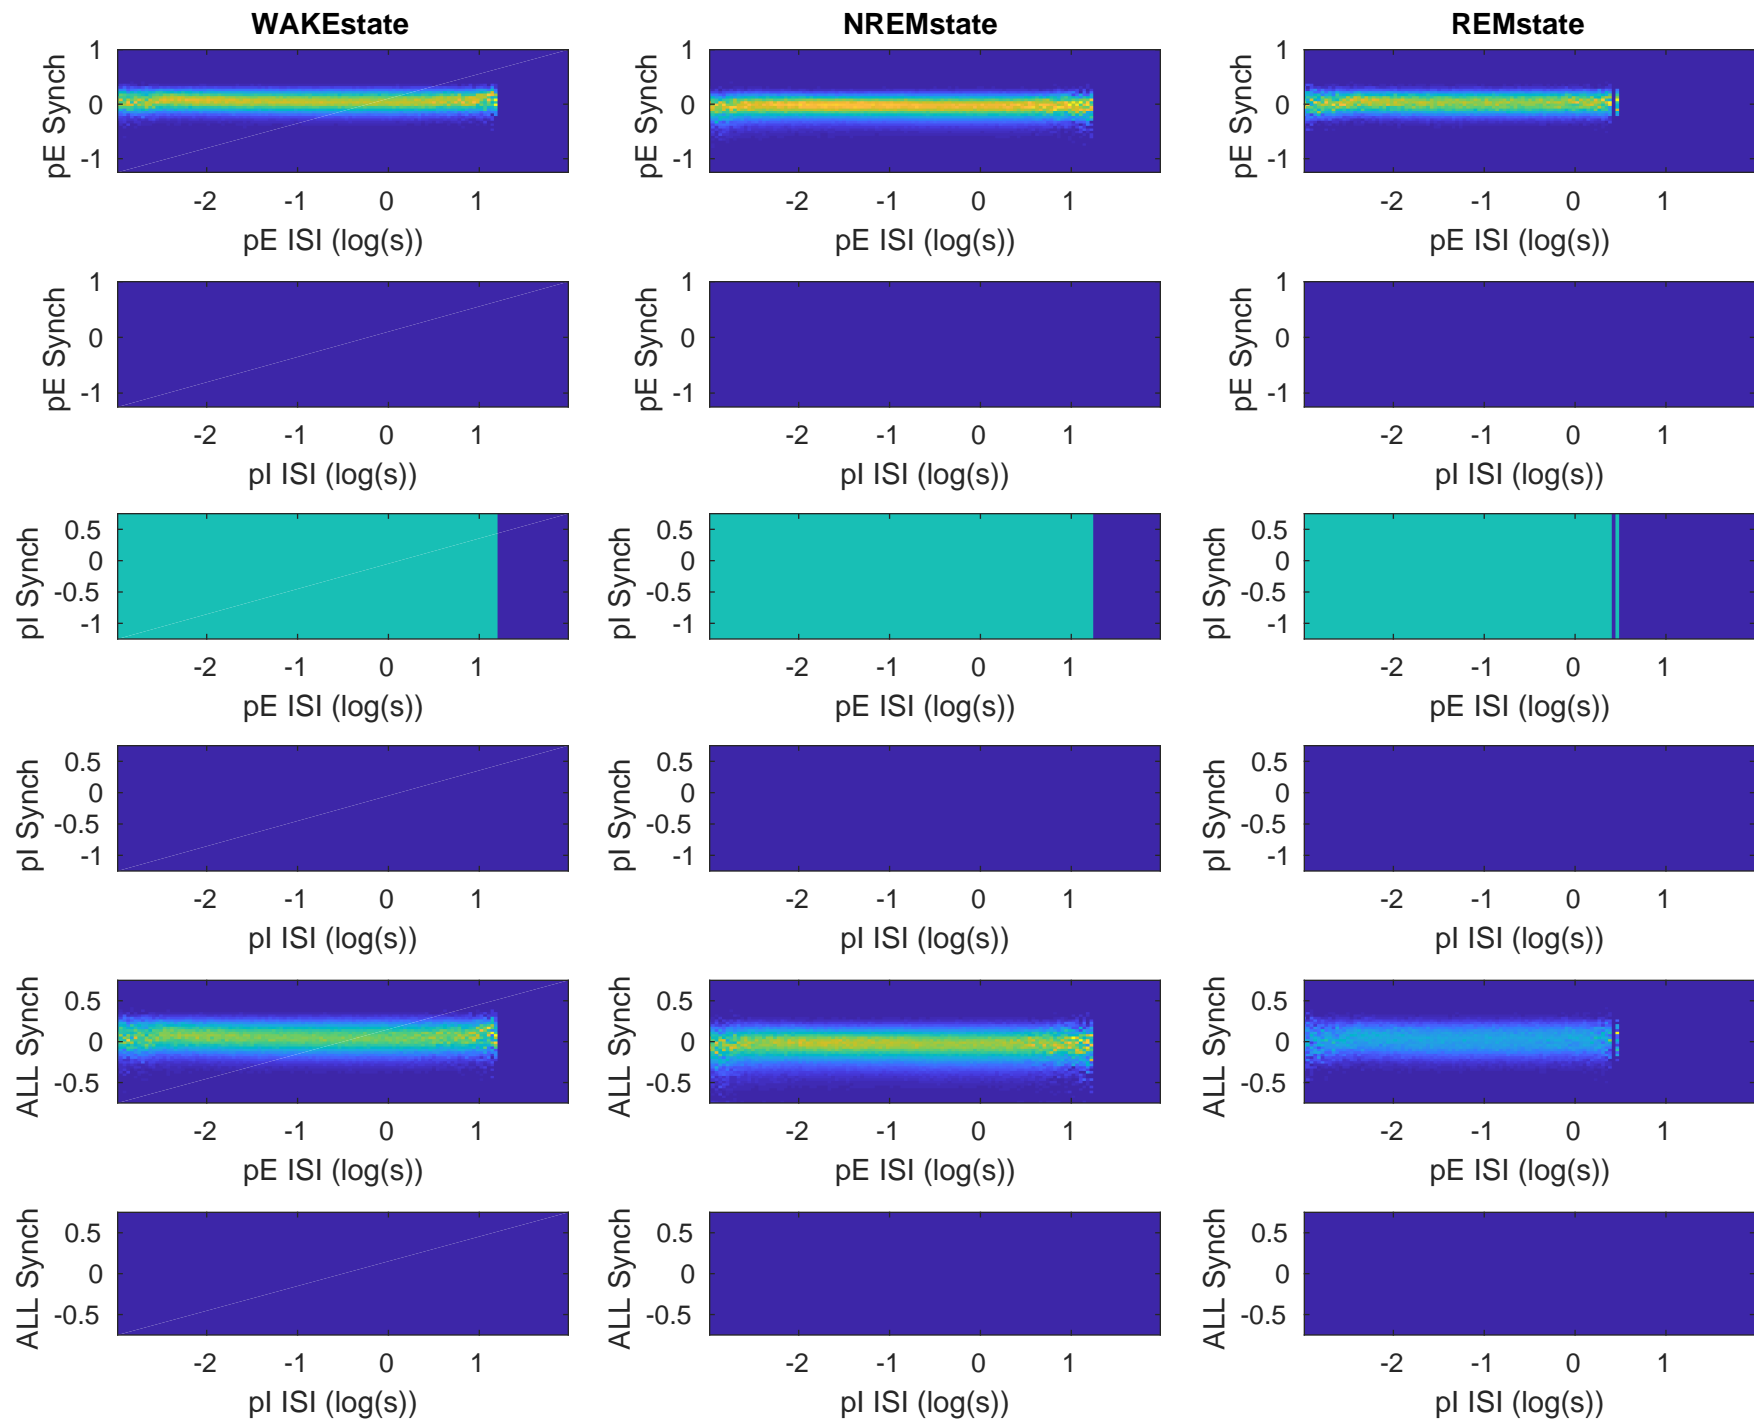 WAKEstate NREMstate REMstate
1 1 1
0 0 0
-1 -1 -1
pE Synch pE Synch pE Synch
-2 -1 0 1 -2 -1 0 1 -2 -1 0 1
pE ISI (log(s)) pE ISI (log(s)) pE ISI (log(s))
1 1 1
0 0 0
-1 -1 -1
pE Synch pE Synch pE Synch
-2 -1 0 1 -2 -1 0 1 -2 -1 0 1
pI ISI (log(s)) pI ISI (log(s)) pI ISI (log(s))
0.5 0.5 0.5
0 0 0
-0.5 -0.5 -0.5
-1 -1 -1
pI Synch pI Synch pI Synch
-2 -1 0 1 -2 -1 0 1 -2 -1 0 1
pE ISI (log(s)) pE ISI (log(s)) pE ISI (log(s))
0.5 0.5 0.5
0 0 0
-0.5 -0.5 -0.5
-1 -1 -1
pI Synch pI Synch pI Synch
-2 -1 0 1 -2 -1 0 1 -2 -1 0 1
pI ISI (log(s)) pI ISI (log(s)) pI ISI (log(s))
0.5 0.5 0.5
0 0 0
-0.5 -0.5 -0.5
ALL Synch ALL Synch ALL Synch
-2 -1 0 1 -2 -1 0 1 -2 -1 0 1
pE ISI (log(s)) pE ISI (log(s)) pE ISI (log(s))
0.5 0.5 0.5
0 0 0
-0.5 -0.5 -0.5
ALL Synch ALL Synch ALL Synch
-2 -1 0 1 -2 -1 0 1 -2 -1 0 1
pI ISI (log(s)) pI ISI (log(s)) pI ISI (log(s))